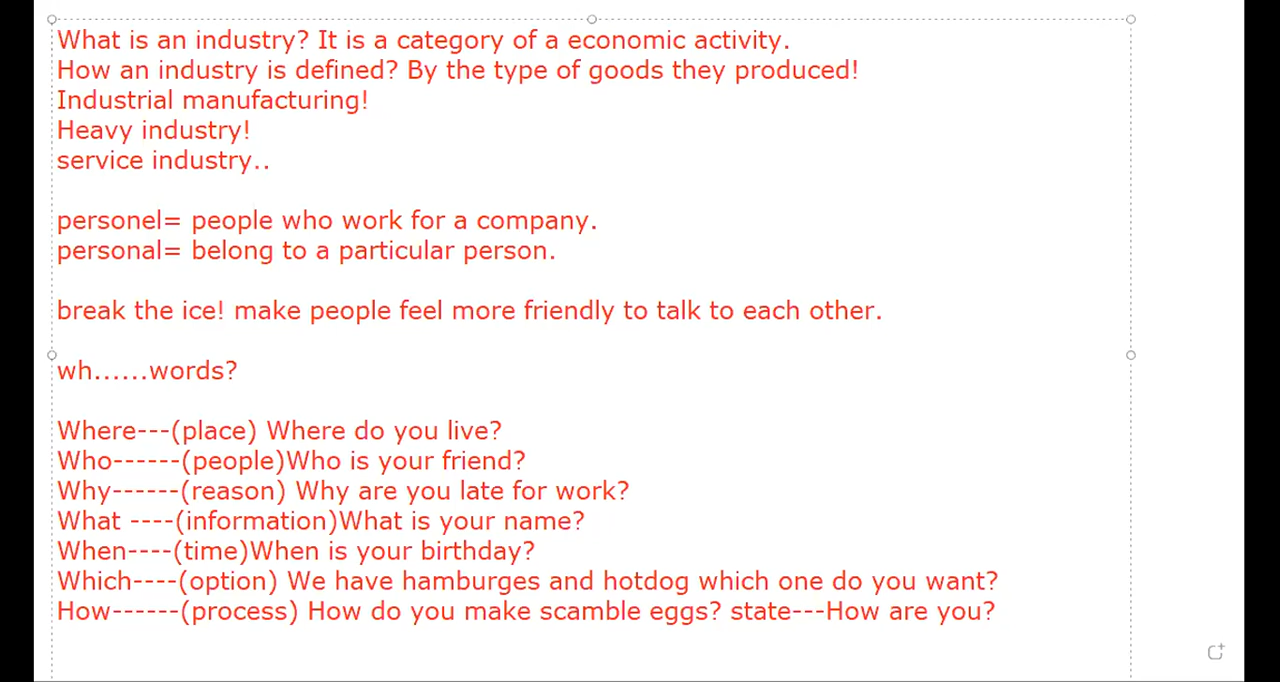 What is an industry? It is a category of a economic activity.
How an industry is defined? By the type of goods they produced!
Industrial manufacturing!
Heavy industry!
service industry..
personel= people who work for a company.
personal= belong to a particular person.
break the ice! make people feel more friendly to talk to each other.
wh......words?
Where---(place) Where do you live?
Who------(people)Who is your friend?
Why------(reason) Why are you late for work?
What ----(information)What is your name?
When----(time)When is your birthday?
Which----(option) We have hamburges and hotdog which one do you want?
How------(process) How do you make scamble eggs? state---How are you?